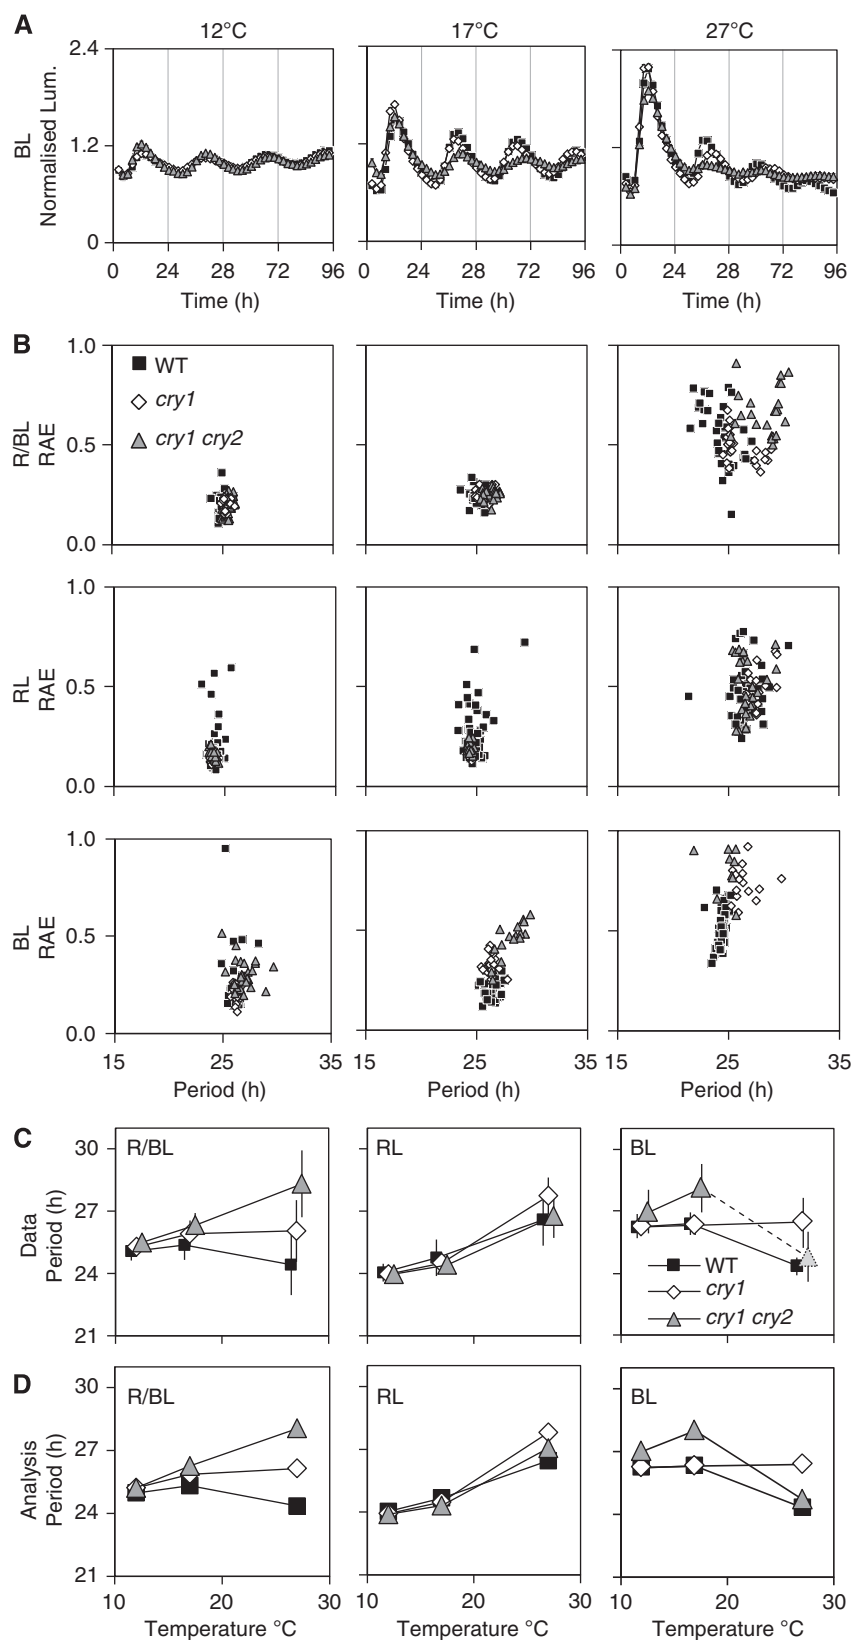 A
12°C 17°C 27°C
BL
Normalised Lum.
2.4
1.2
0
0 24 28 72 96 0 24 28 72 96 0 24 28 72 96
Time (h) Time (h) Time (h)
B
R/BL
RAE
1.0
0.5
0.0
WT
cry1
cry1 cry2
RL
RAE
1.0
0.5
0.0
BL
RAE
1.0
0.5
0.0
15 25 35 15 25 35 15 25 35
Period (h) Period (h) Period (h)
C
Data
Period (h)
30
27
24
21
R/BL RL BL
WT
cry1
cry1 cry2
D
Analysis
Period (h)
30
27
24
21
R/BL RL BL
10 20 30 10 20 30 10 20 30
Temperature °C Temperature °C Temperature °C